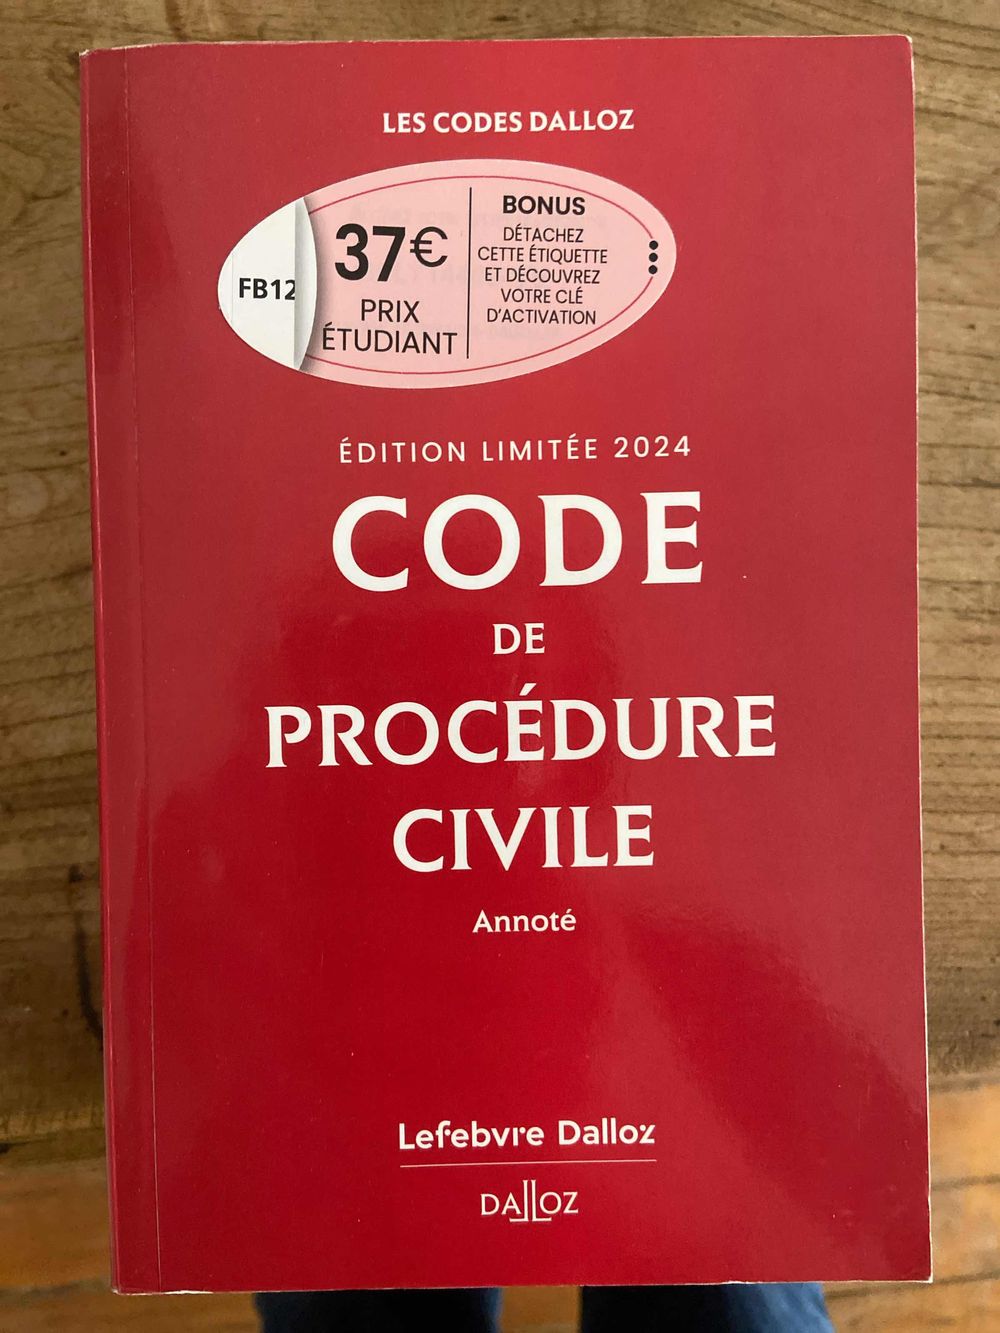 LES CODES DALLOZ
FB12
37€
PRIX
ÉTUDIANT
BONUS
DÉTACHEZ
CETTE ÉTIQUETTE
ET DÉCOUVREZ
VOTRE CLÉ
D'ACTIVATION
ÉDITION LIMITÉE 2024
CODE
DE
PROCÉDURE
CIVILE
Annoté
Lefebvre Dalloz
DALLOZ